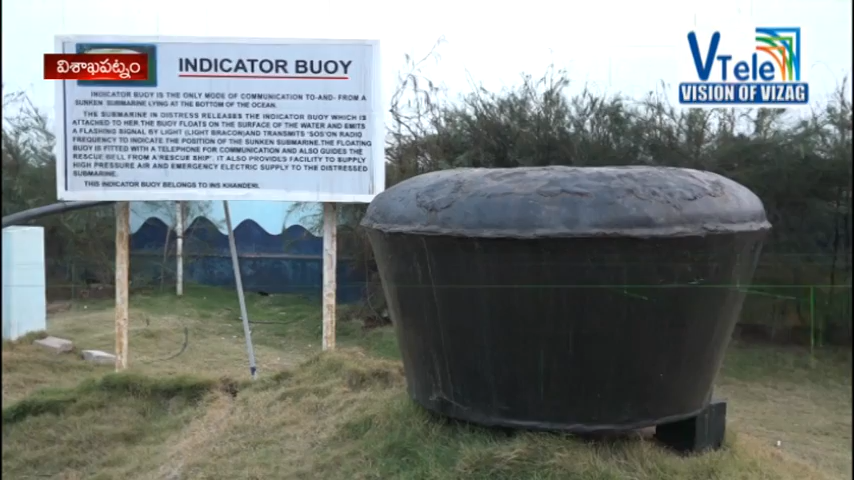 విశాఖపట్నం
INDICATOR BUOY
INDICATOR BUOY IS THE ONLY MODE OF COMMUNICATION TO-AND- FROM A
SUNKEN SUBMARINE LYING AT THE BOTTOM OF THE OCEAN.
THE SUBMARINE IN DISTRESS RELEASES THE INDICATOR BUOY WHICH IS
ATTACHED TO HER.THE BUOY FLOATS ON THE SURFACE OF THE WATER AND EMITS
A FLASHING SIGNAL BY LIGHT (LIGHT BRACON)AND TRANSMITS 'SOS'ON RADIO
FREQUENCY TO INDICATE THE POSITION OF THE SUNKEN SUBMARINE.THE FLOATING
BUOY IS FITTED WITH A TELEPHONE FOR COMMUNICATION AND ALSO GUIDES THE
RESCUE BELL FROM A 'RESCUE SHIP'. IT ALSO PROVIDES FACILITY TO SUPPLY
HIGH PRESSURE AIR AND EMERGENCY ELECTRIC SUPPLY TO THE DISTRESSED
SUBMARINE.
THIS INDICATOR BUOY BELONGS TO INS KHANDERI.
VTele
VISION OF VIZAG